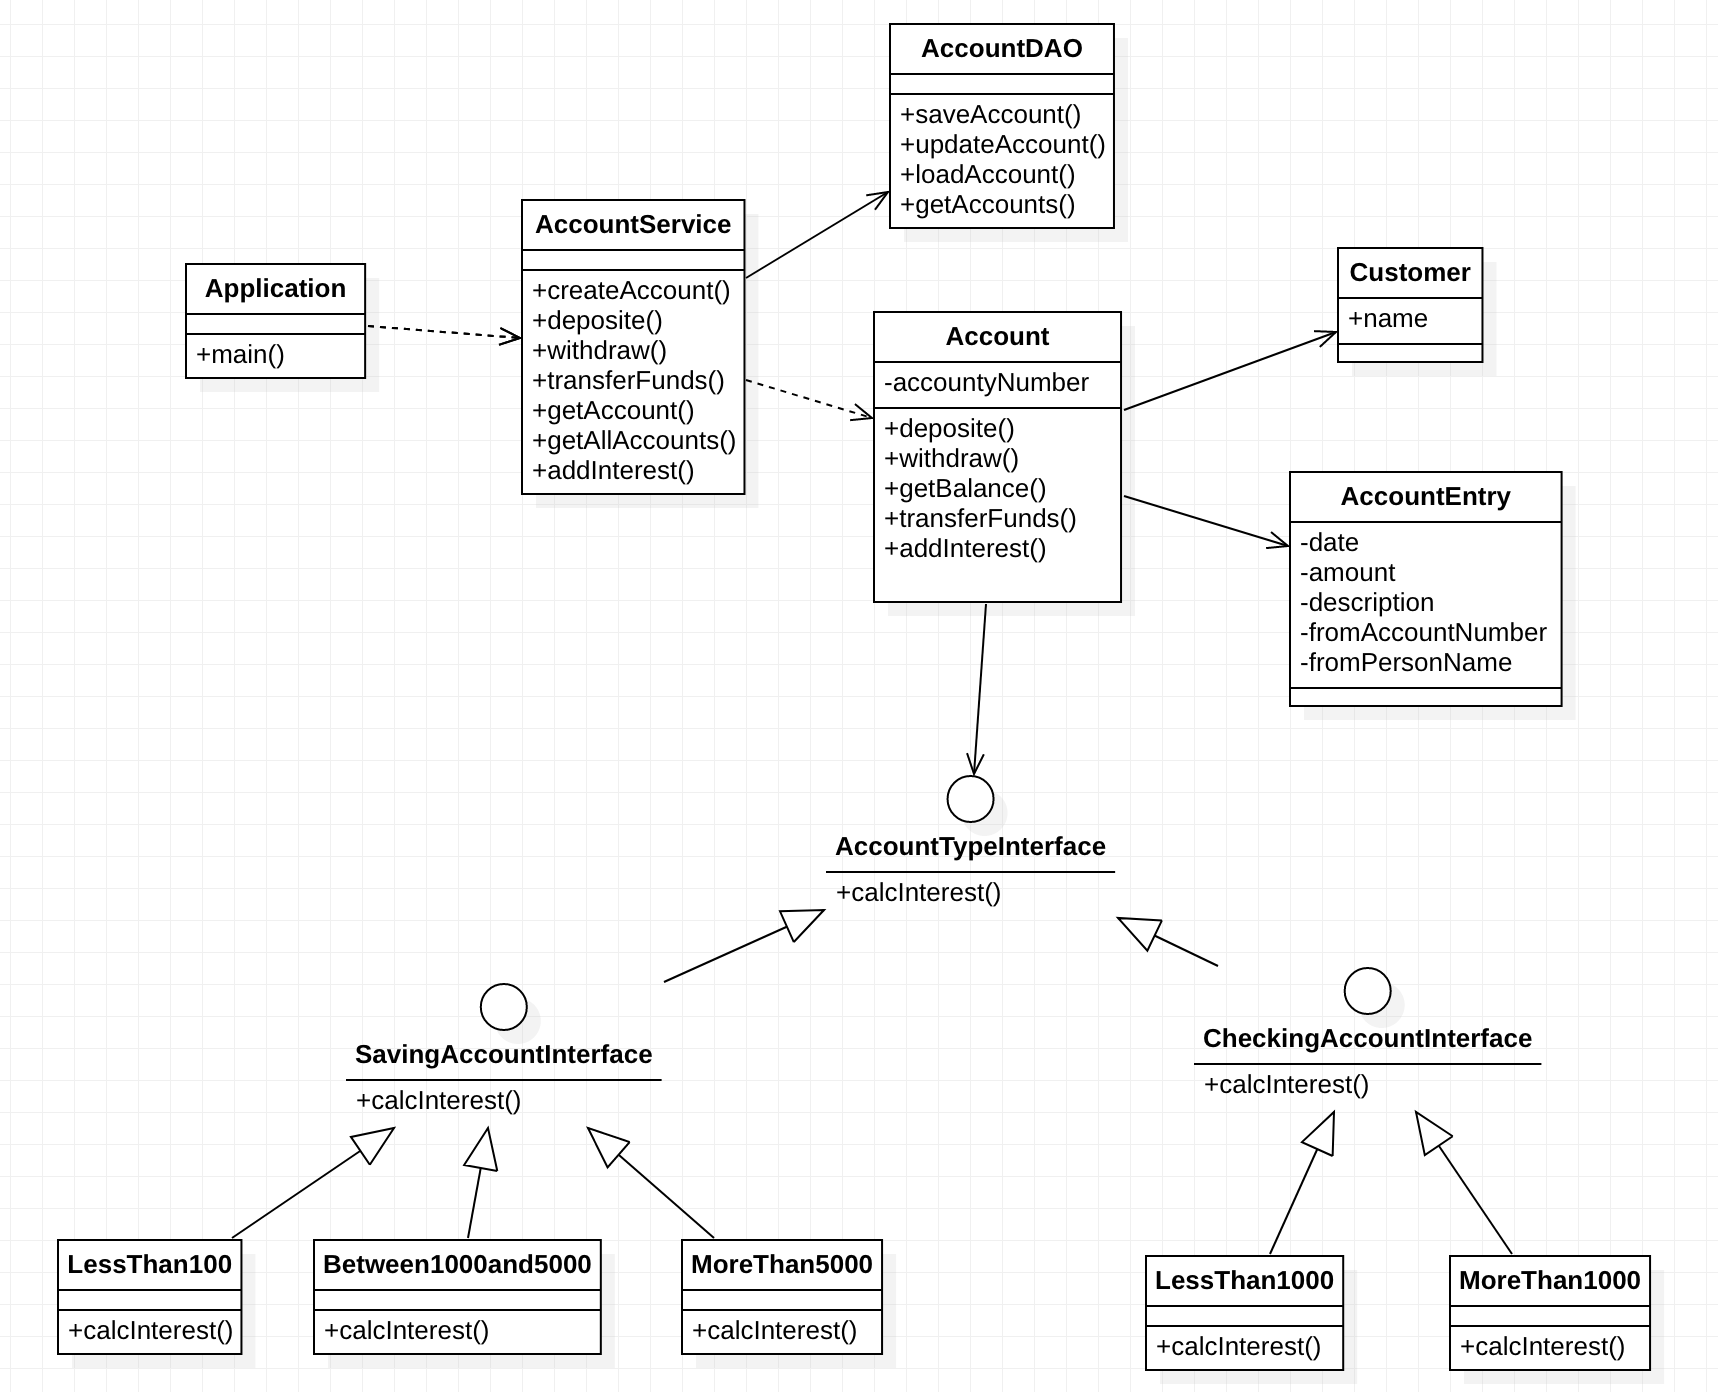 AccountDAO
+saveAccount()
+updateAccount()
+loadAccount()
+getAccounts()
AccountService
+createAccount()
+deposite()
+withdraw()
+transferFunds()
+getAccount()
+getAllAccounts()
+addInterest()
Application
+main()
Customer
+name
Account
-accountyNumber
+deposite()
+withdraw()
+getBalance()
+transferFunds()
+addInterest()
AccountEntry
-date
-amount
-description
-fromAccountNumber
-fromPersonName
AccountTypeInterface
+calcInterest()
SavingAccountInterface
+calcInterest()
CheckingAccountInterface
+calcInterest()
LessThan100
+calcInterest()
Between1000and5000
+calcInterest()
MoreThan5000
+calcInterest()
LessThan1000
+calcInterest()
MoreThan1000
+calcInterest()